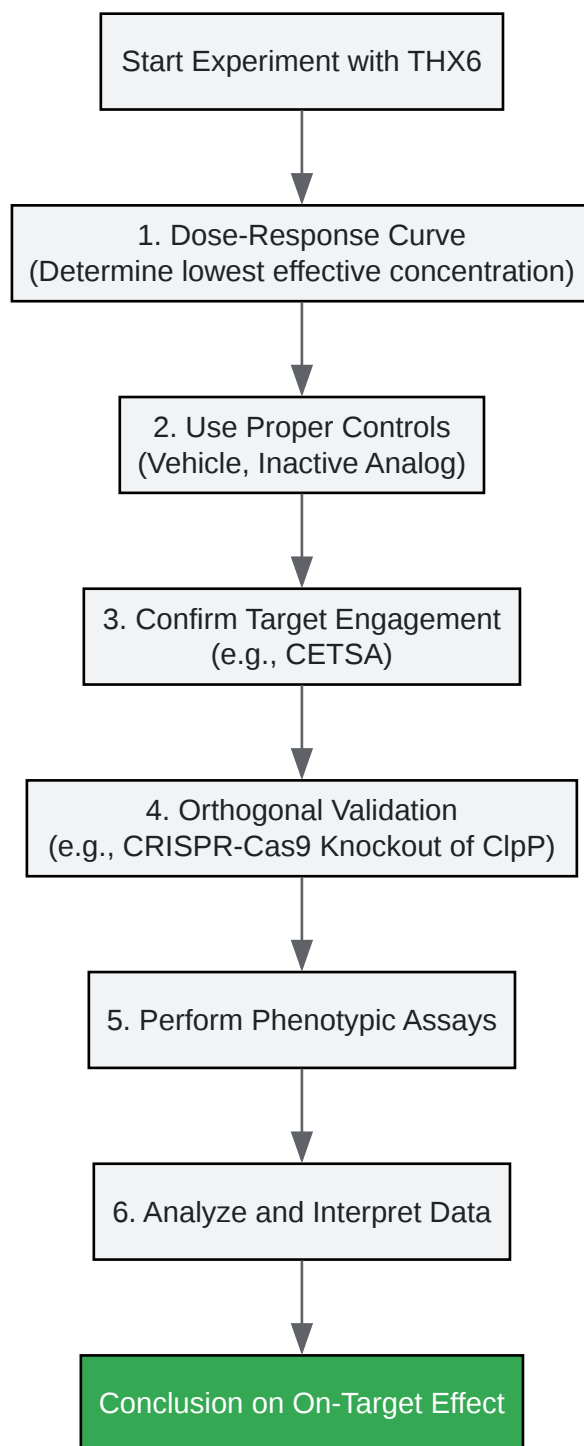 Start Experiment with THX6
1. Dose-Response Curve
(Determine lowest effective concentration)
2. Use Proper Controls
(Vehicle, Inactive Analog)
3. Confirm Target Engagement
(e.g., CETSA)
4. Orthogonal Validation
(e.g., CRISPR-Cas9 Knockout of ClpP)
5. Perform Phenotypic Assays
6. Analyze and Interpret Data
Conclusion on On-Target Effect